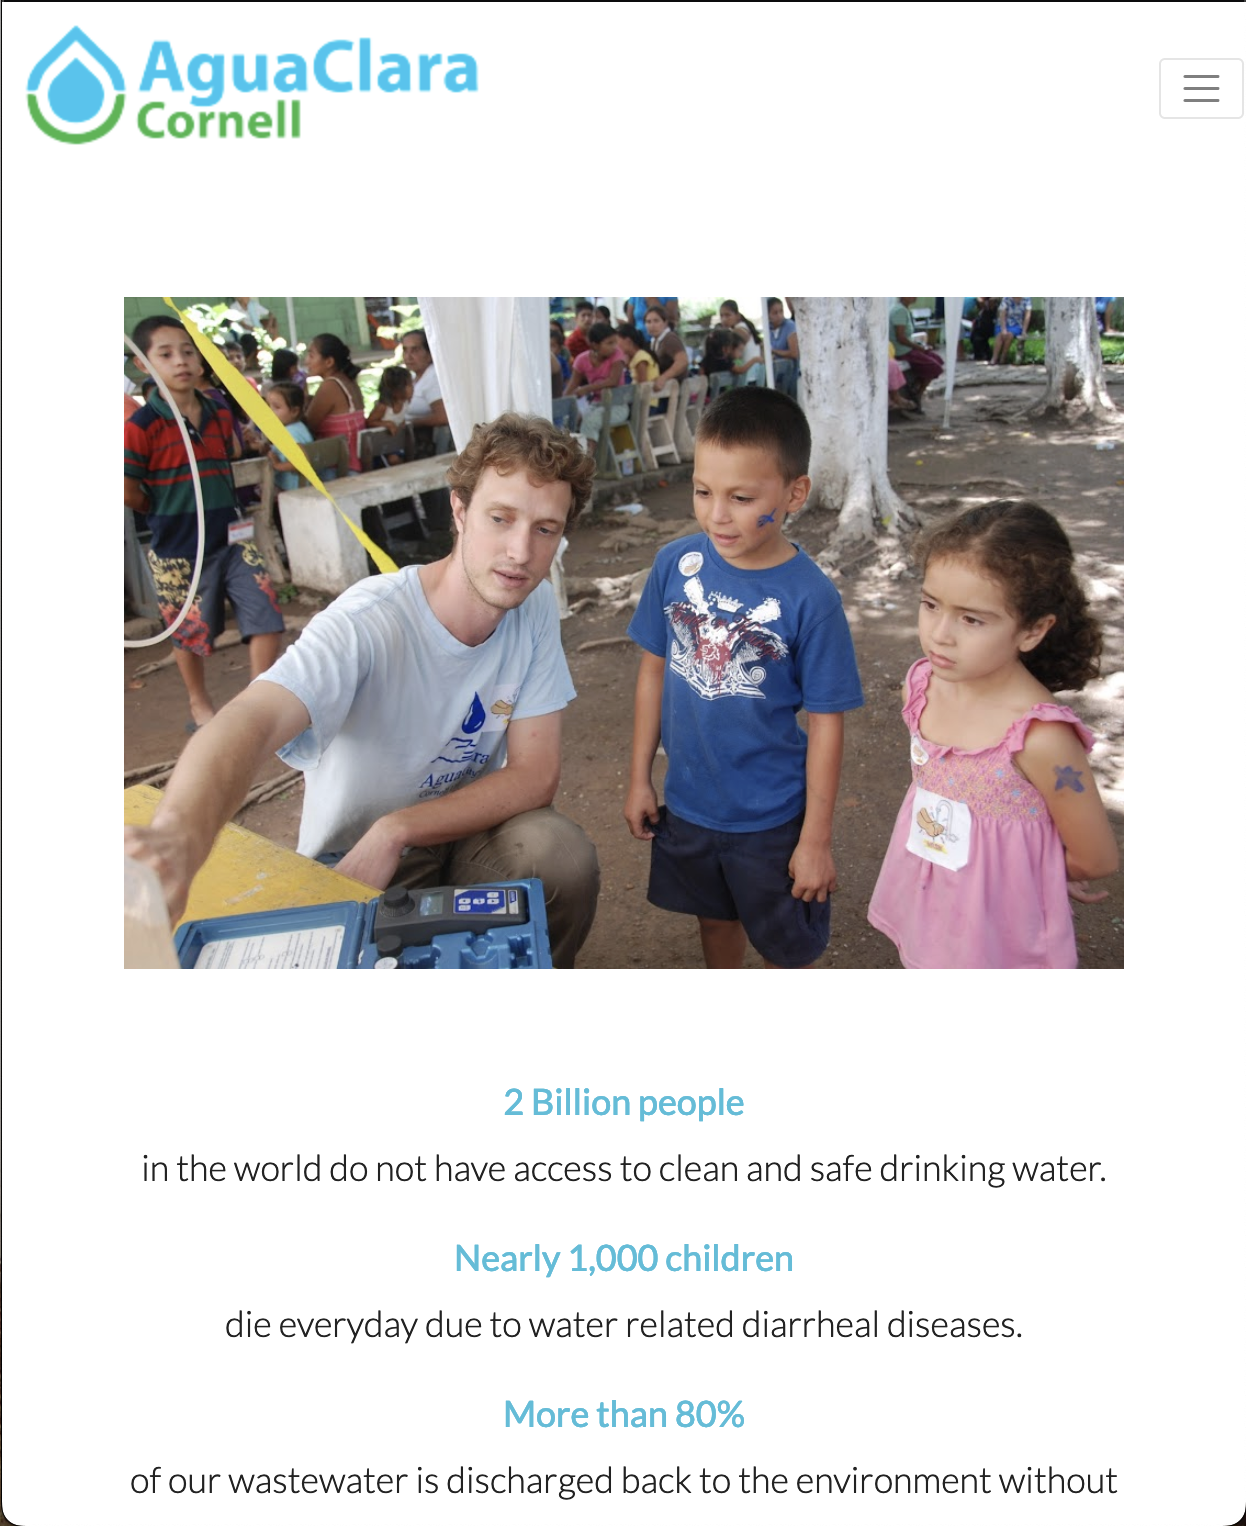 AguaClara
Cornell
AguaClara
2 Billion people
in the world do not have access to clean and safe drinking water.
Nearly 1,000 children
die everyday due to water related diarrheal diseases.
More than 80%
of our wastewater is discharged back to the environment without